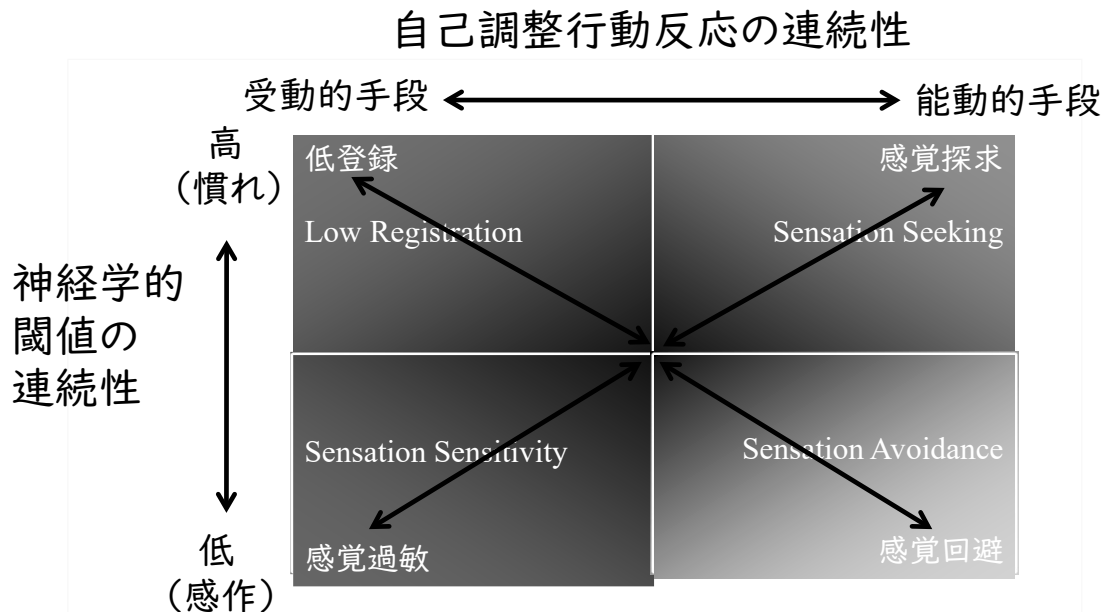 自己調整行動反応の連続性
受動的手段
能動的手段
高
（慣れ）
低登録
感覚探求
Low Registration
Sensation Seeking
神経学的
閾値の
連続性
Sensation Sensitivity
Sensation Avoidance
低
（感作）
感覚過敏
感覚回避